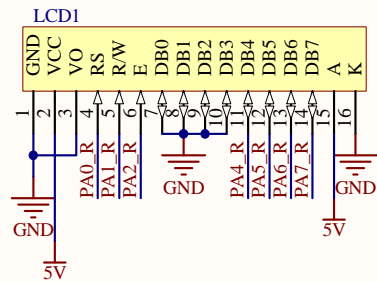 LCD1
GND VCC VO RS R/W E DB0 DB1 DB2 DB3 DB4 DB5 DB6 DB7 A K
1 2 3 4 5 6 7 8 9 10 11 12 13 14 15 16
PA0_R PA1_R PA2_R PA4_R PA5_R PA6_R PA7_R
GND GND GND
5V 5V